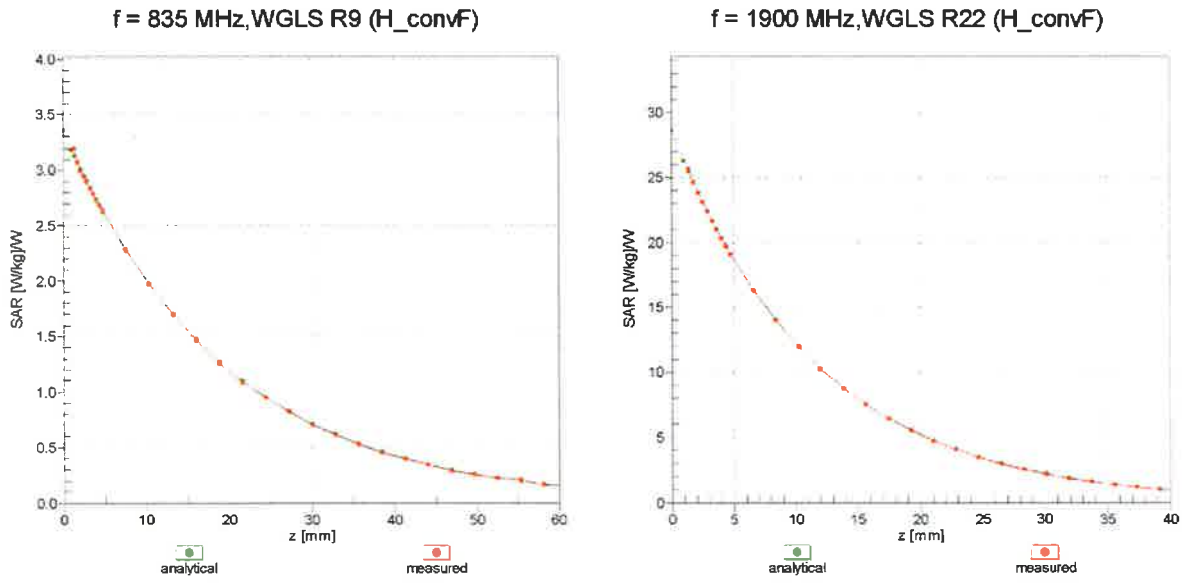 f = 835 MHz,WGLS R9 (H_convF)
4.0
3.5
3.0
2.5
2.0
1.5
1.0
0.5
0.0
SAR [W/kg]/W
0 10 20 30 40 50 60
z [mm]
analytical measured
f = 1900 MHz,WGLS R22 (H_convF)
30
25
20
15
10
5
0
SAR [W/kg]/W
0 5 10 15 20 25 30 35 40
z [mm]
analytical measured